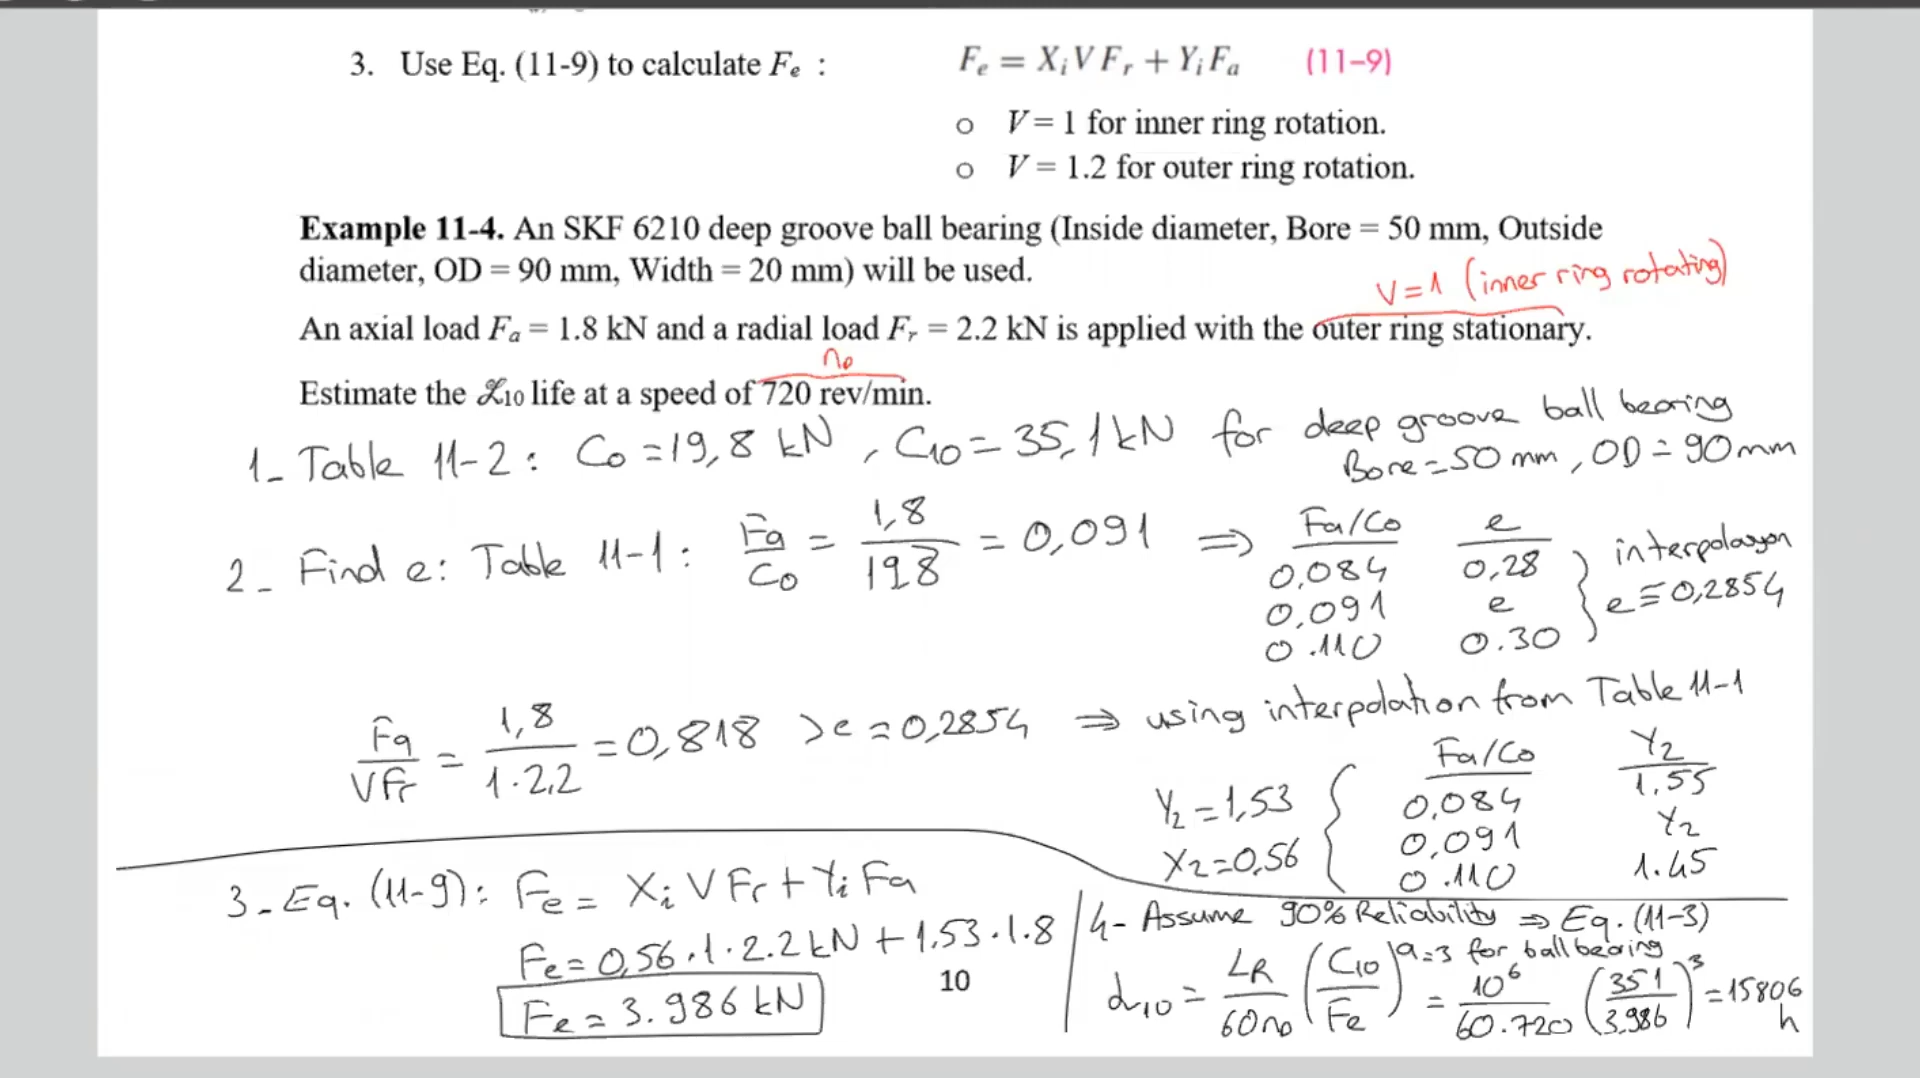 3. Use Eq. (11-9) to calculate Fₑ : Fₑ = XᵢVFᵣ + YᵢFₐ (11–9)
o V = 1 for inner ring rotation.
o V = 1.2 for outer ring rotation.
Example 11-4. An SKF 6210 deep groove ball bearing (Inside diameter, Bore = 50 mm, Outside
diameter, OD = 90 mm, Width = 20 mm) will be used.
V=1 (inner ring rotating)
An axial load Fₐ = 1.8 kN and a radial load Fᵣ = 2.2 kN is applied with the outer ring stationary.
no
Estimate the ℒ10 life at a speed of 720 rev/min.
1- Table 11-2: Co = 19,8 kN, C10 = 35,1 kN for deep groove ball bearing
Bore = 50 mm, OD = 90 mm
2- Find e: Table 11-1: Fa/Co = 1,8/19.8 = 0,091 ⇒
Fa/Co e
0,084 0,28
0,091 e
0.110 0.30
interpolasyon
e ≅ 0,2854
Fa/VFr = 1,8/1·2,2 = 0,818 > e = 0,2854 ⇒ using interpolation from Table 11-1
Fa/Co Y2
0,084 1.55
0,091 Y2
0.110 1.45
Y2 = 1,53
X2 = 0,56
3- Eq. (11-9): Fe = Xi V Fr + Yi Fa
Fe = 0,56·1·2.2 kN + 1.53·1.8
Fe = 3.986 kN
4- Assume 90% Reliability ⇒ Eq. (11-3)
ℒ10 = LR/60no (C10/Fe)^a=3 for ball bearing = 10^6/60.720 (35.1/3.986)^3 = 15806 h
10